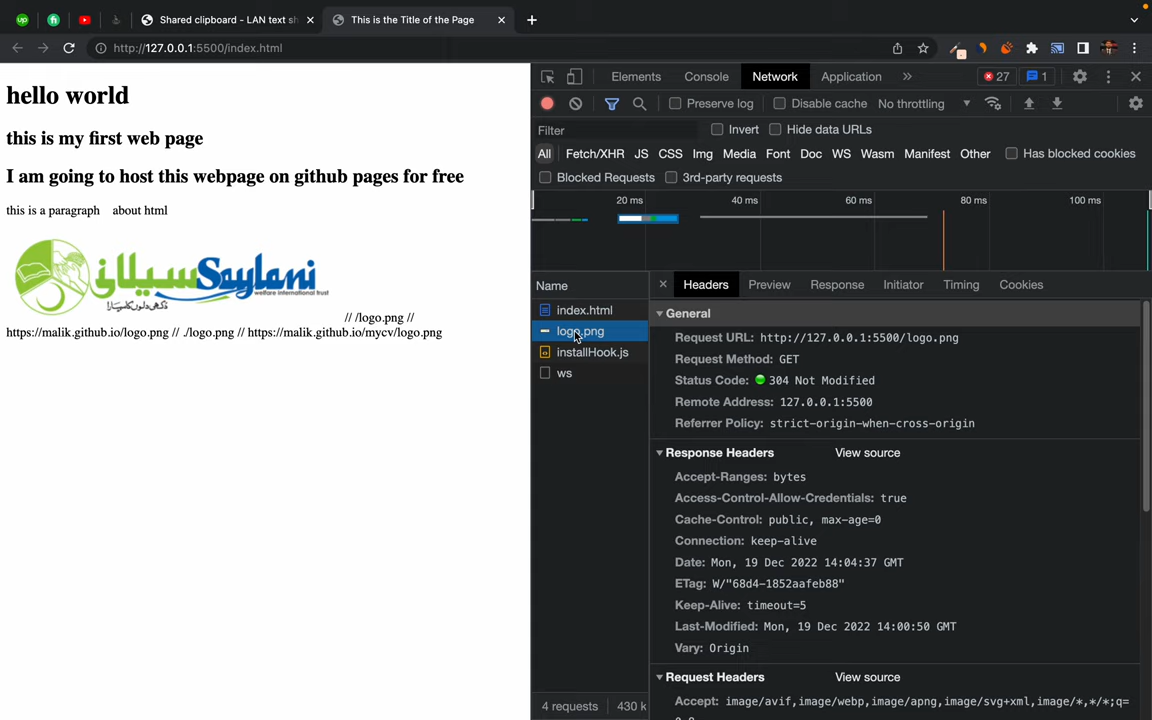 Shared clipboard - LAN text sh
This is the Title of the Page
http://127.0.0.1:5500/index.html
hello world
this is my first web page
I am going to host this webpage on github pages for free
this is a paragraph about html
سیلانی Saylani
welfare international trust
// /logo.png //
https://malik.github.io/logo.png // ./logo.png // https://malik.github.io/mycv/logo.png
Elements Console Network Application » 27 1
Preserve log Disable cache No throttling
Filter Invert Hide data URLs
All Fetch/XHR JS CSS Img Media Font Doc WS Wasm Manifest Other Has blocked cookies
Blocked Requests 3rd-party requests
20 ms 40 ms 60 ms 80 ms 100 ms
Name
index.html
logo.png
installHook.js
ws
4 requests 430 k
× Headers Preview Response Initiator Timing Cookies
General
Request URL: http://127.0.0.1:5500/logo.png
Request Method: GET
Status Code: 304 Not Modified
Remote Address: 127.0.0.1:5500
Referrer Policy: strict-origin-when-cross-origin
Response Headers View source
Accept-Ranges: bytes
Access-Control-Allow-Credentials: true
Cache-Control: public, max-age=0
Connection: keep-alive
Date: Mon, 19 Dec 2022 14:04:37 GMT
ETag: W/"68d4-1852aafeb88"
Keep-Alive: timeout=5
Last-Modified: Mon, 19 Dec 2022 14:00:50 GMT
Vary: Origin
Request Headers View source
Accept: image/avif,image/webp,image/apng,image/svg+xml,image/*,*/*;q=